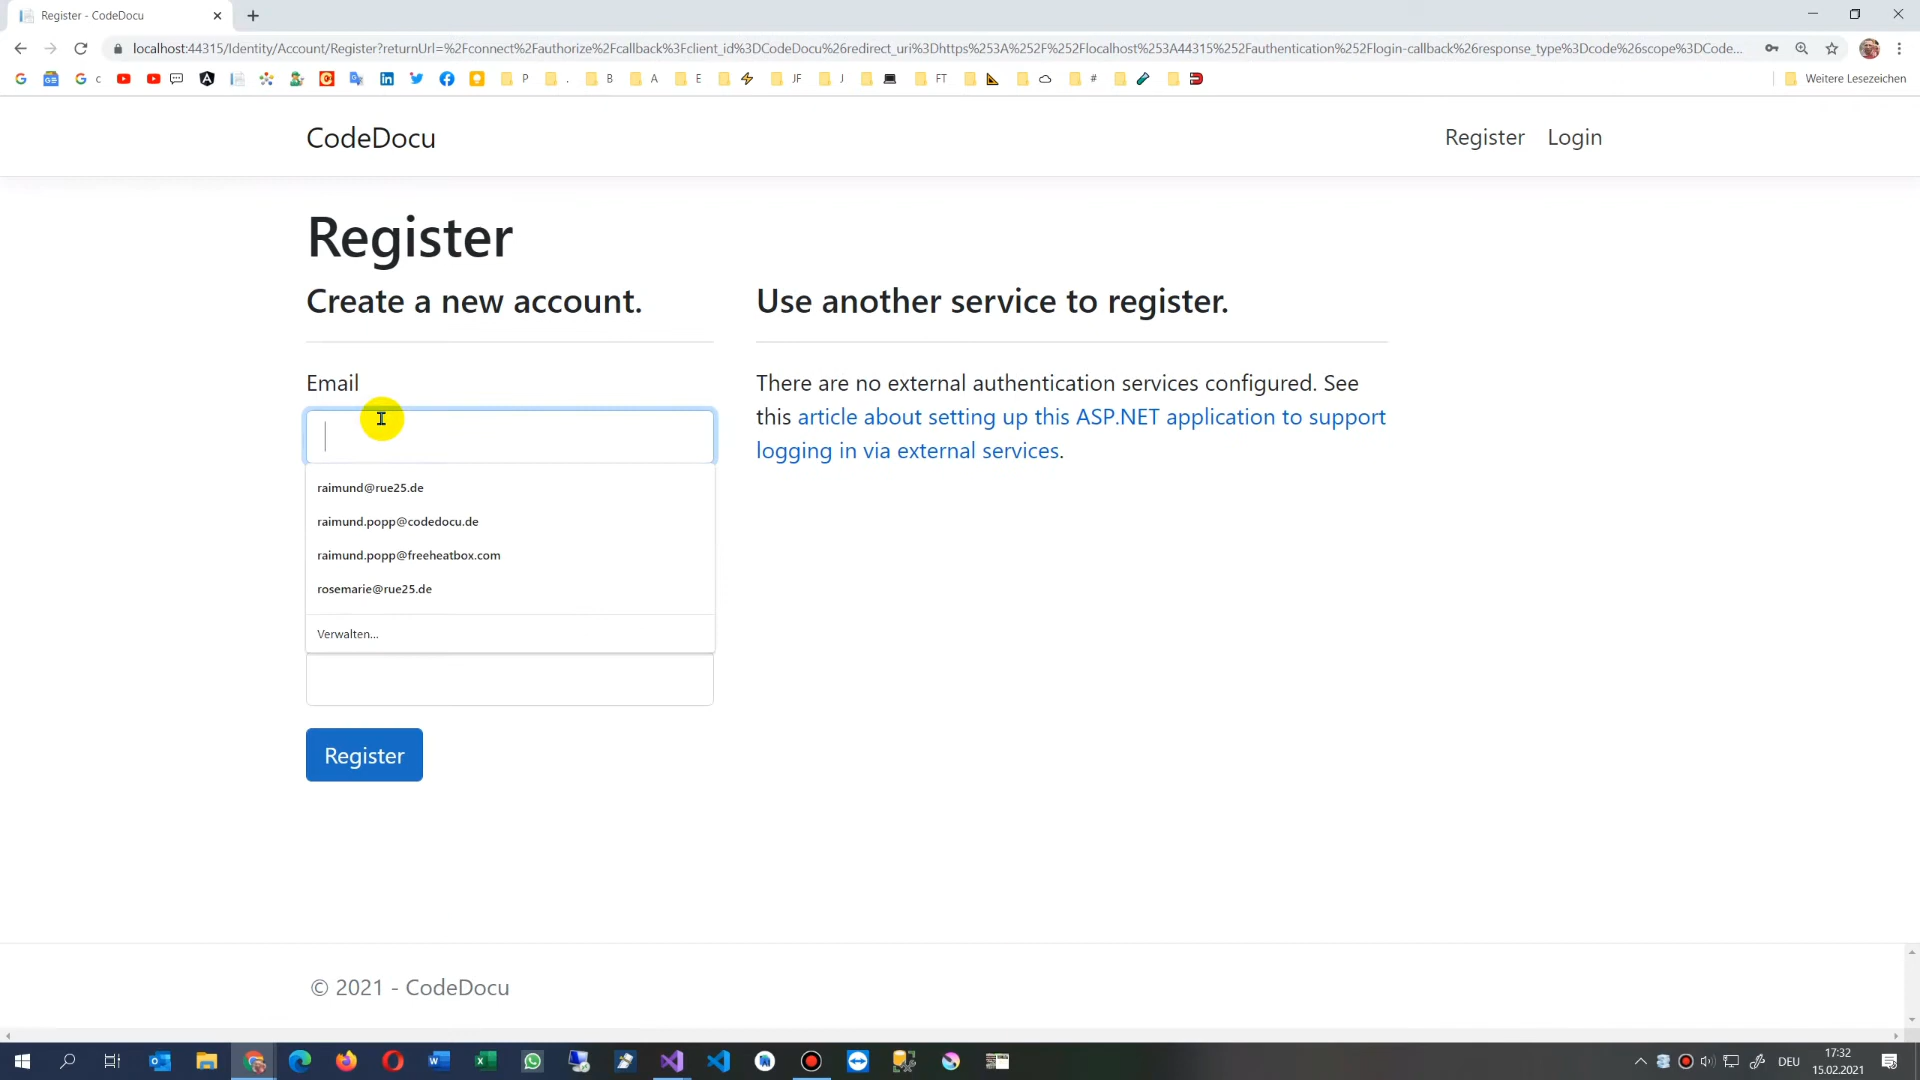 Register - CodeDocu
localhost:44315/Identity/Account/Register?returnUrl=%2Fconnect%2Fauthorize%2Fcallback%3Fclient_id%3DCodeDocu%26redirect_uri%3Dhttps%253A%252F%252Flocalhost%253A44315%252Fauthentication%252Flogin-callback%26response_type%3Dcode%26scope%3DCode...
c P . B A E JF J FT # Weitere Lesezeichen
CodeDocu
Register Login
Register
Create a new account.
Use another service to register.
Email
There are no external authentication services configured. See
this article about setting up this ASP.NET application to support
logging in via external services.
raimund@rue25.de
raimund.popp@codedocu.de
raimund.popp@freeheatbox.com
rosemarie@rue25.de
Verwalten...
Register
© 2021 - CodeDocu
DEU
17:32
15.02.2021